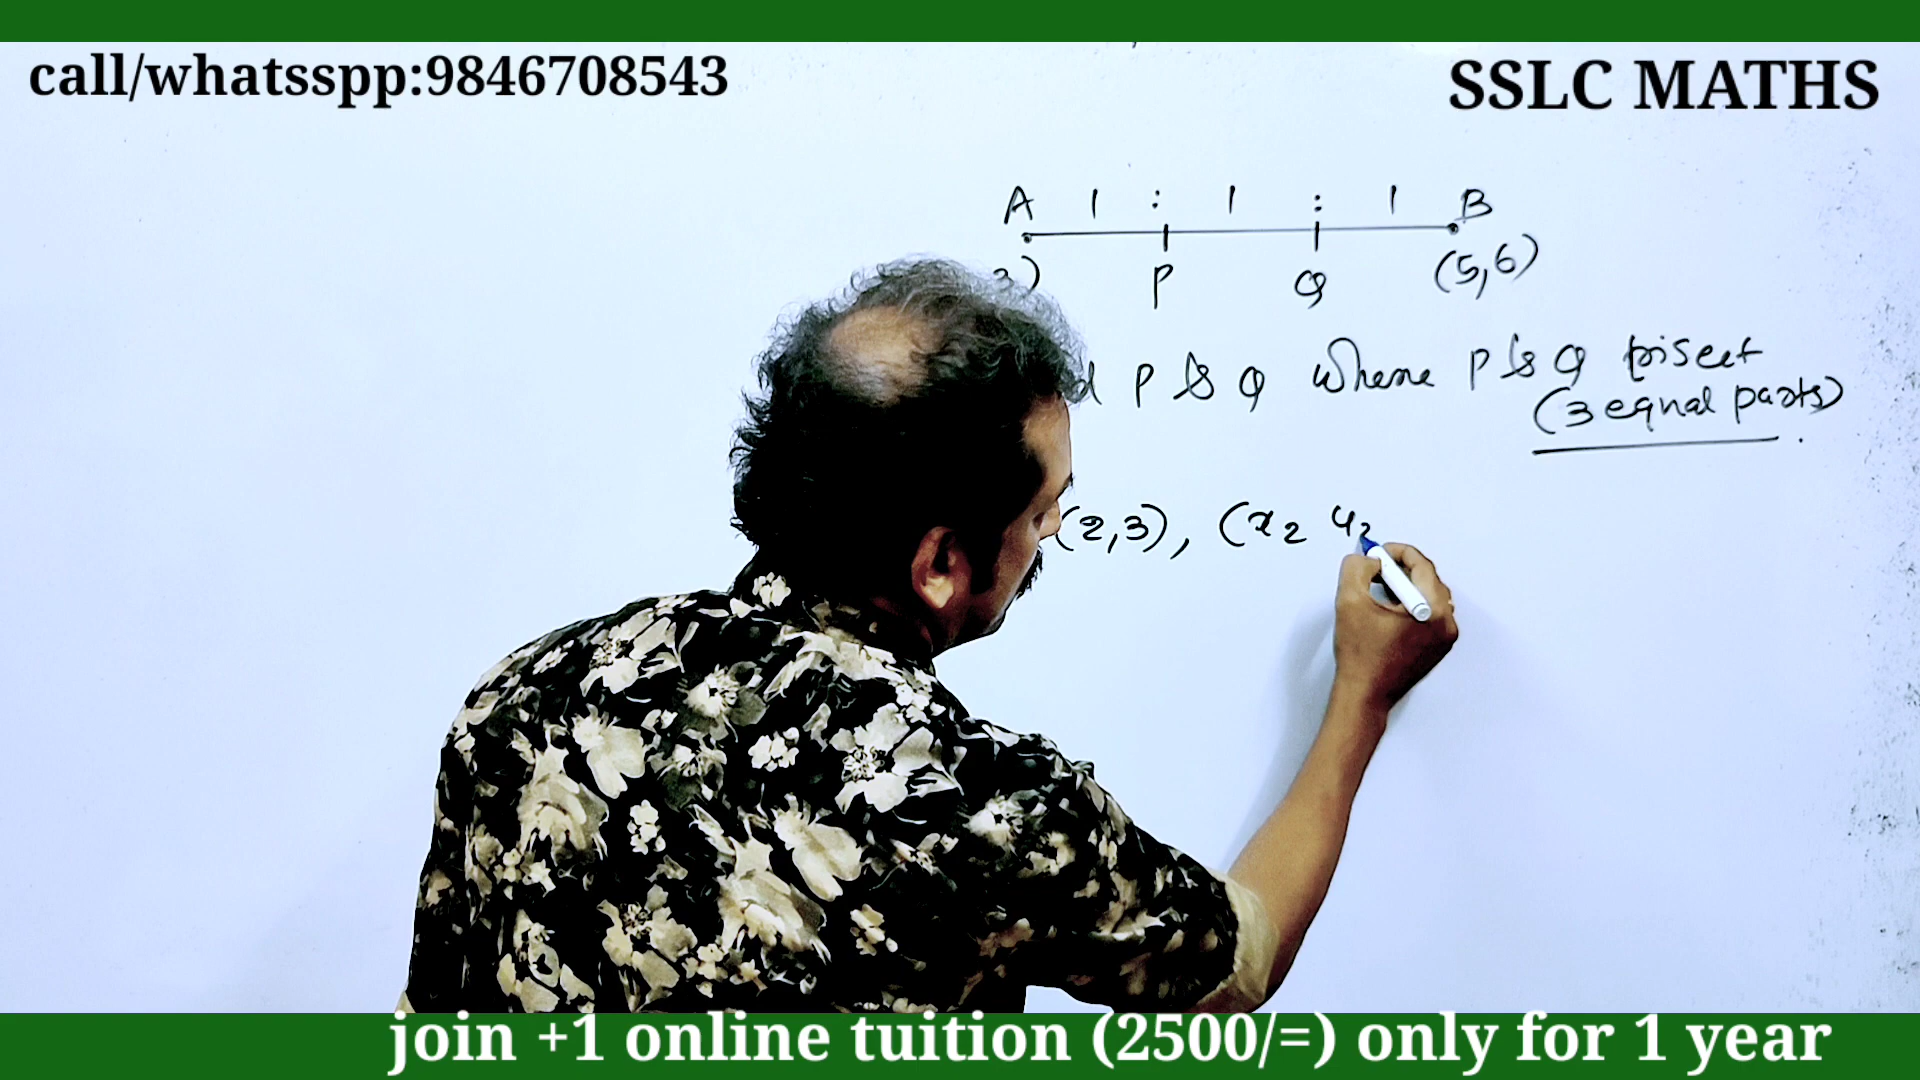 call/whatsspp:9846708543
SSLC MATHS
A 1 : 1 : 1 B
3) P Q (5,6)
d P & Q where P & Q trisect
(3 equal parts)
(2,3), (x2 y2
join +1 online tuition (2500/=) only for 1 year